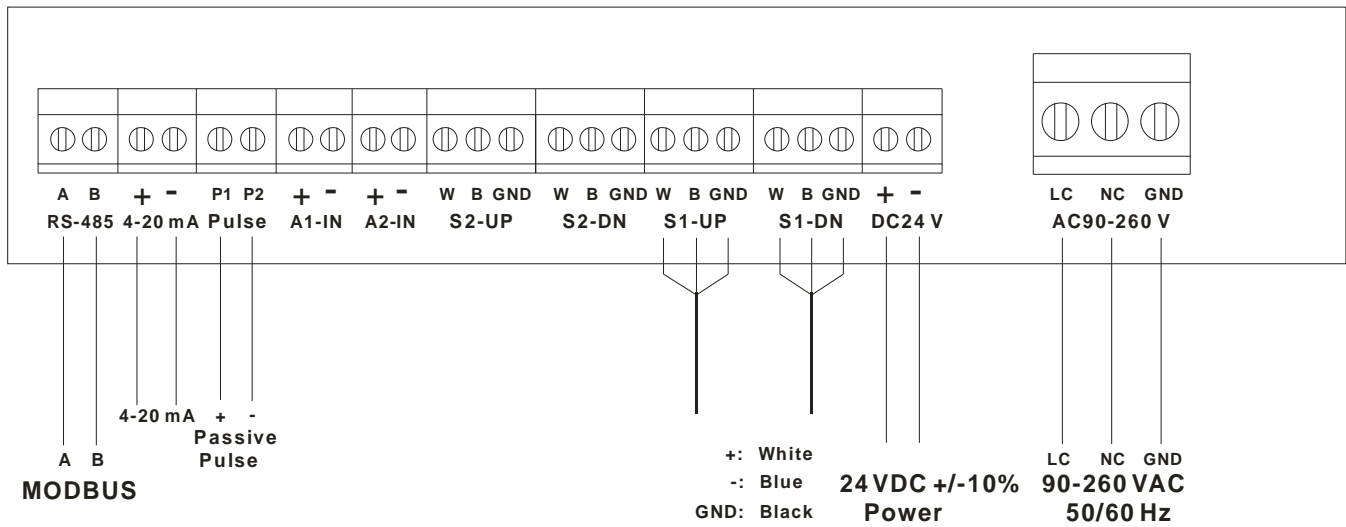 A B + - P1 P2 + - + - W B GND W B GND W B GND W B GND + - LC NC GND
RS-485 4-20 mA Pulse A1-IN A2-IN S2-UP S2-DN S1-UP S1-DN DC24 V AC90-260 V
4-20 mA + -
Passive
Pulse
A B
MODBUS
+: White
-: Blue
GND: Black
24 VDC +/-10%
Power
LC NC GND
90-260 VAC
50/60 Hz